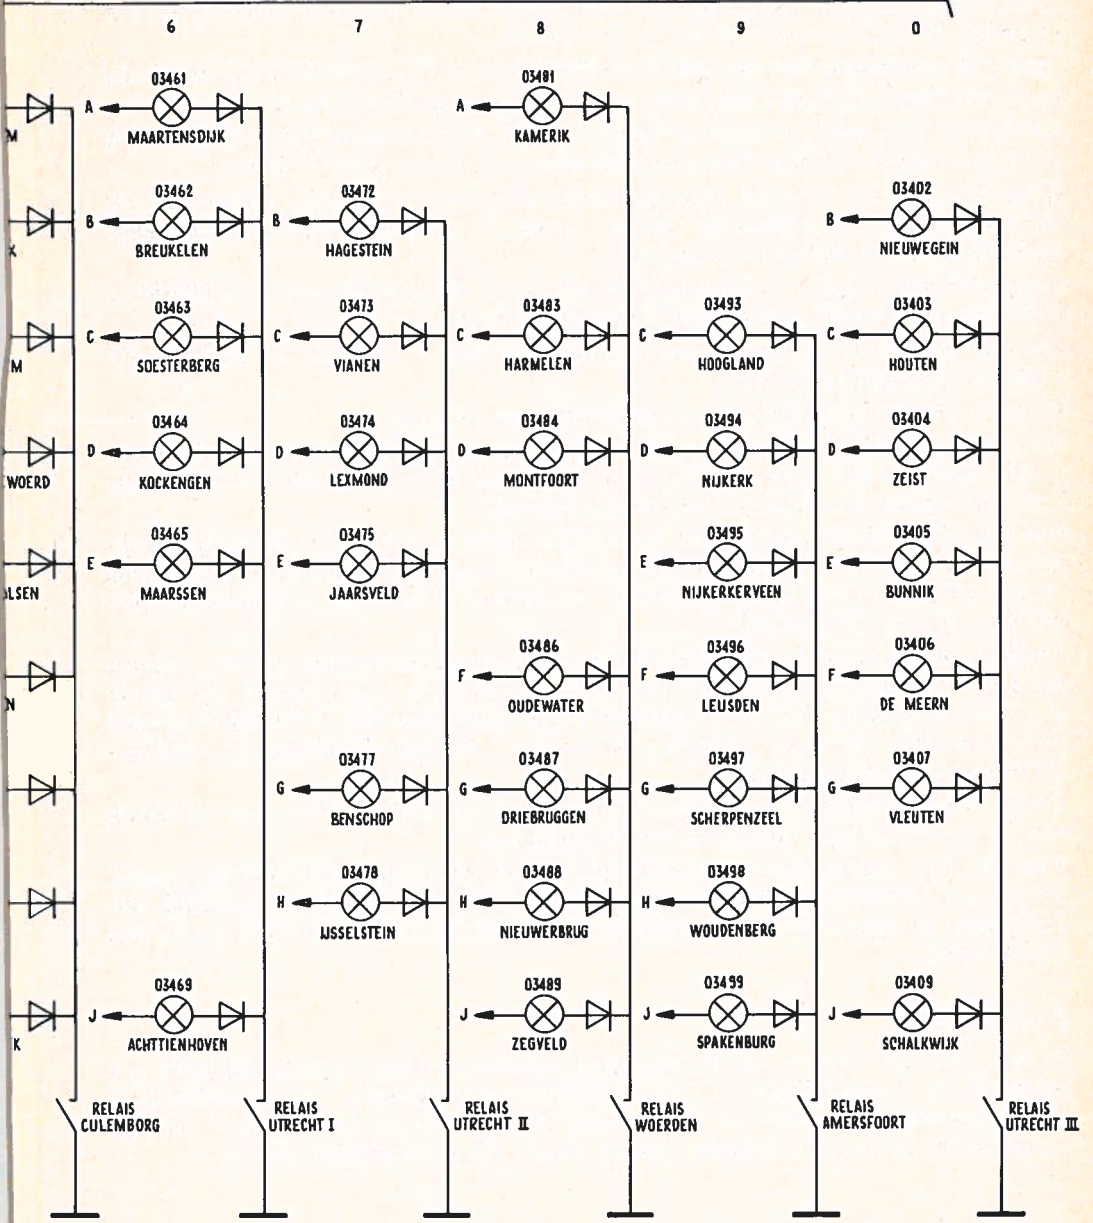 6 7 8 9 0
03461 03481
A A
M MAARTENSDIJK KAMERIK
03462 03472 03402
B B B
BREUKELEN HAGESTEIN NIEUWEGEIN
03463 03473 03483 03493 03403
C C C C C
M SOESTERBERG VIANEN HARMELEN HOOGLAND HOUTEN
03464 03474 03484 03494 03404
D D D D D
WOERD KOCKENGEN LEXMOND MONTFOORT NIJKERK ZEIST
03465 03475 03495 03405
E E E E
LSEN MAARSSEN JAARSVELD NIJKERKERVEEN BUNNIK
03486 03496 03406
F F F
N OUDEWATER LEUSDEN DE MEERN
03477 03487 03497 03407
G G G G
BENSCHOP DRIEBRUGGEN SCHERPENZEEL VLEUTEN
03478 03488 03498
H H H
IJSSELSTEIN NIEUWERBRUG WOUDENBERG
03469 03489 03499 03409
J J J J
K ACHTTIENHOVEN ZEGVELD SPAKENBURG SCHALKWIJK
RELAIS RELAIS RELAIS RELAIS RELAIS RELAIS
CULEMBORG UTRECHT I UTRECHT II WOERDEN AMERSFOORT UTRECHT III